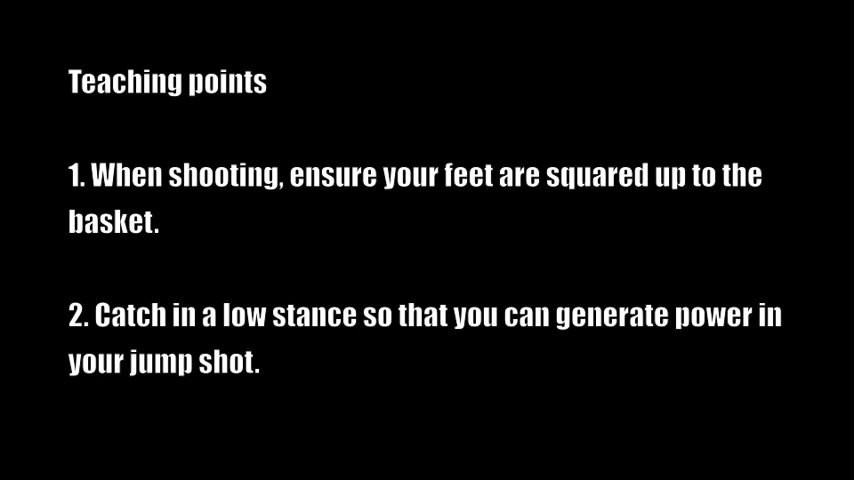 Teaching points
1. When shooting, ensure your feet are squared up to the
basket.
2. Catch in a low stance so that you can generate power in
your jump shot.